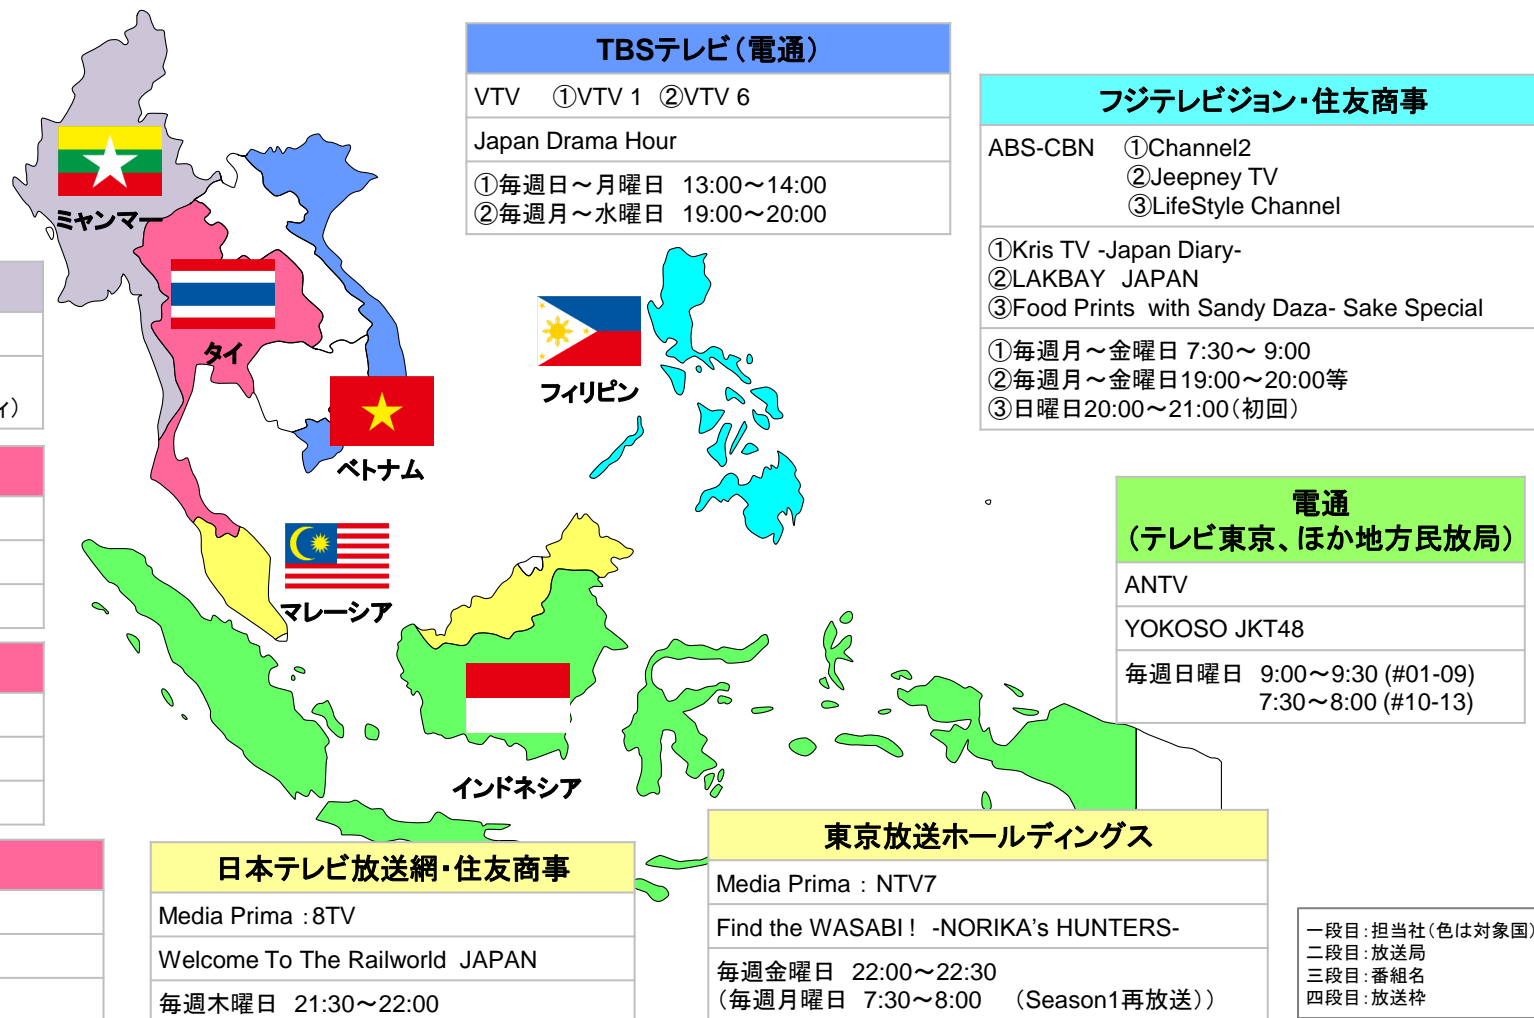 TBSテレビ（電通）
VTV　①VTV 1　②VTV 6
Japan Drama Hour
①毎週日～月曜日　13:00～14:00
②毎週月～水曜日　19:00～20:00
フジテレビジョン・住友商事
ABS-CBN　①Channel2
②Jeepney TV
③LifeStyle Channel
①Kris TV -Japan Diary-
②LAKBAY　JAPAN
③Food Prints with Sandy Daza- Sake Special
①毎週月～金曜日 7:30～ 9:00
②毎週月～金曜日19:00～20:00等
③日曜日20:00～21:00（初回）
ミャンマー
タイ
ベトナム
フィリピン
マレーシア
インドネシア
ィ）
電通
（テレビ東京、ほか地方民放局）
ANTV
YOKOSO JKT48
毎週日曜日　9:00～9:30 (#01-09)
7:30～8:00 (#10-13)
日本テレビ放送網・住友商事
Media Prima：8TV
Welcome To The Railworld JAPAN
毎週木曜日　21:30～22:00
東京放送ホールディングス
Media Prima：NTV7
Find the WASABI！ -NORIKA's HUNTERS-
毎週金曜日　22:00～22:30
（毎週月曜日　7:30～8:00　（Season1再放送））
一段目：担当社（色は対象国）
二段目：放送局
三段目：番組名
四段目：放送枠